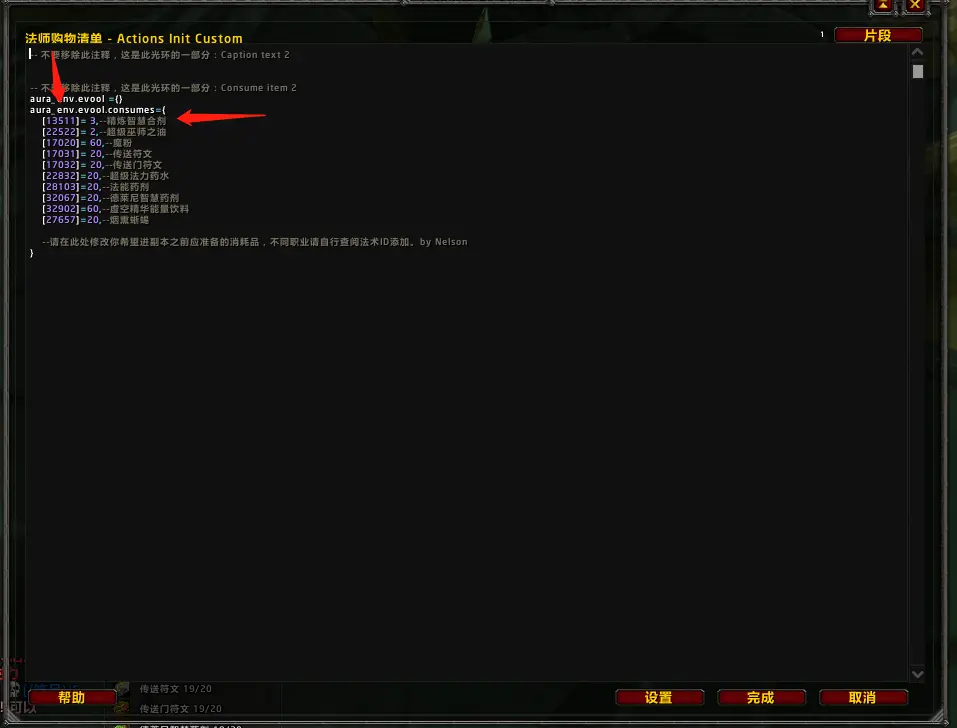 法师购物清单 - Actions Init Custom
1
片段
-- 不要移除此注释，这是此光环的一部分：Caption text 2
-- 不要移除此注释，这是此光环的一部分：Consume item 2
aura_env.evool ={}
aura_env.evool.consumes={
[13511]= 3,--精炼智慧合剂
[22522]= 2,--超级巫师之油
[17020]= 60,--魔粉
[17031]= 20,--传送符文
[17032]= 20,--传送门符文
[22832]=20,--超级法力药水
[28103]=20,--法能药剂
[32067]=20,--德莱尼智慧药剂
[32902]=60,--虚空精华能量饮料
[27657]=20,--烟熏蜥蜴
--请在此处修改你希望进副本之前应准备的消耗品，不同职业请自行查阅法术ID添加。by Nelson
}
传送符文 19/20
帮助
设置
完成
取消
可以
传送门符文 19/20